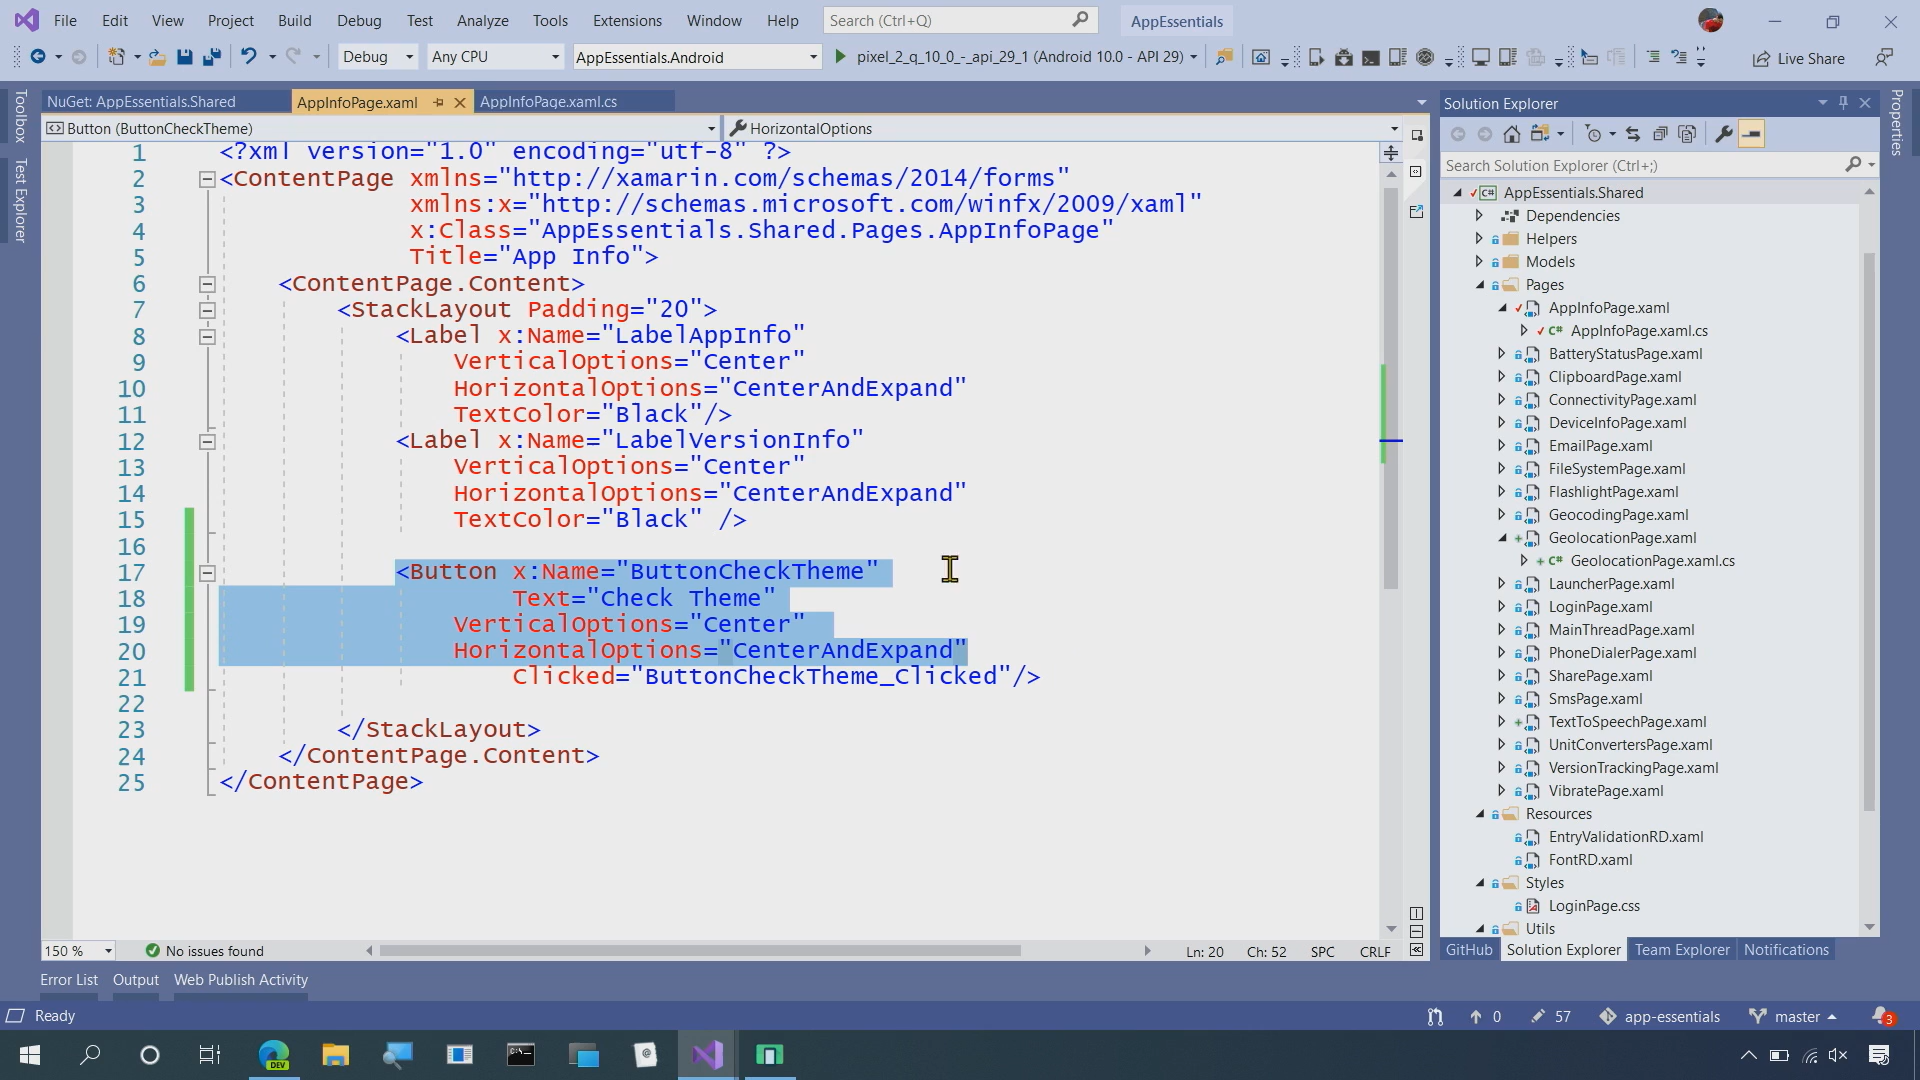 File Edit View Project Build Debug Test Analyze Tools Extensions Window Help Search (Ctrl+Q) AppEssentials
Debug Any CPU AppEssentials.Android pixel_2_q_10_0_-_api_29_1 (Android 10.0 - API 29) Live Share
Toolbox
Test Explorer
NuGet: AppEssentials.Shared AppInfoPage.xaml AppInfoPage.xaml.cs
Button (ButtonCheckTheme) HorizontalOptions
1 <?xml version="1.0" encoding="utf-8" ?>
2 <ContentPage xmlns="http://xamarin.com/schemas/2014/forms"
3 xmlns:x="http://schemas.microsoft.com/winfx/2009/xaml"
4 x:Class="AppEssentials.Shared.Pages.AppInfoPage"
5 Title="App Info">
6 <ContentPage.Content>
7 <StackLayout Padding="20">
8 <Label x:Name="LabelAppInfo"
9 VerticalOptions="Center"
10 HorizontalOptions="CenterAndExpand"
11 TextColor="Black"/>
12 <Label x:Name="LabelVersionInfo"
13 VerticalOptions="Center"
14 HorizontalOptions="CenterAndExpand"
15 TextColor="Black" />
16
17 <Button x:Name="ButtonCheckTheme"
18 Text="Check Theme"
19 VerticalOptions="Center"
20 HorizontalOptions="CenterAndExpand"
21 Clicked="ButtonCheckTheme_Clicked"/>
22
23 </StackLayout>
24 </ContentPage.Content>
25 </ContentPage>
150 % No issues found Ln: 20 Ch: 52 SPC CRLF
Solution Explorer
Search Solution Explorer (Ctrl+;)
AppEssentials.Shared
Dependencies
Helpers
Models
Pages
AppInfoPage.xaml
C# AppInfoPage.xaml.cs
BatteryStatusPage.xaml
ClipboardPage.xaml
ConnectivityPage.xaml
DeviceInfoPage.xaml
EmailPage.xaml
FileSystemPage.xaml
FlashlightPage.xaml
GeocodingPage.xaml
GeolocationPage.xaml
C# GeolocationPage.xaml.cs
LauncherPage.xaml
LoginPage.xaml
MainThreadPage.xaml
PhoneDialerPage.xaml
SharePage.xaml
SmsPage.xaml
TextToSpeechPage.xaml
UnitConvertersPage.xaml
VersionTrackingPage.xaml
VibratePage.xaml
Resources
EntryValidationRD.xaml
FontRD.xaml
Styles
LoginPage.css
Utils
GitHub Solution Explorer Team Explorer Notifications
Properties
Error List Output Web Publish Activity
Ready 0 57 app-essentials master 3
DEV